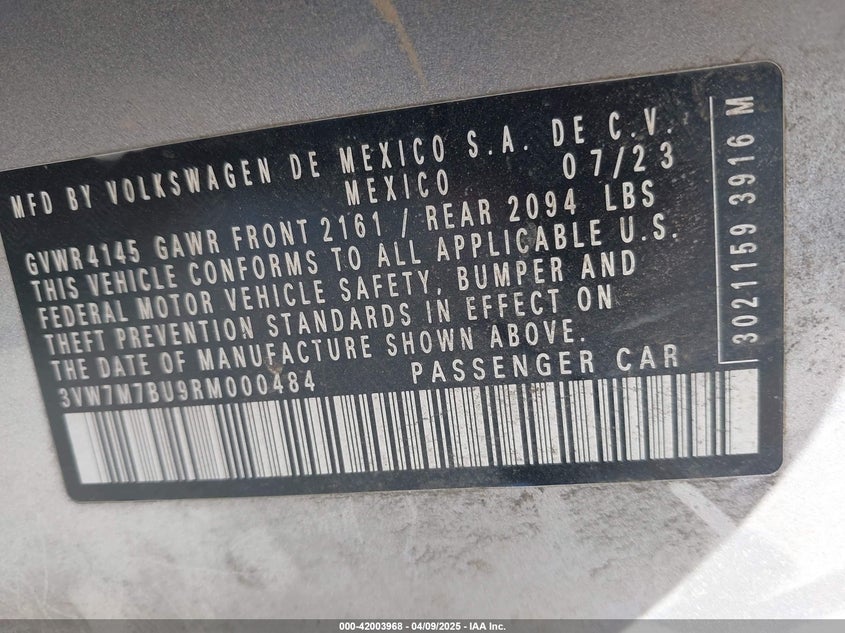 MFD BY VOLKSWAGEN DE MEXICO S.A. DE C.V.
MEXICO 07/23
GVWR4145 GAWR FRONT 2161 / REAR 2094 LBS
THIS VEHICLE CONFORMS TO ALL APPLICABLE U.S.
FEDERAL MOTOR VEHICLE SAFETY, BUMPER AND
THEFT PREVENTION STANDARDS IN EFFECT ON
THE DATE OF MANUFACTURE SHOWN ABOVE.
3VW7M7BU9RM000484 PASSENGER CAR
3021159 3916 M
000-42003968 - 04/09/2025 - IAA Inc.